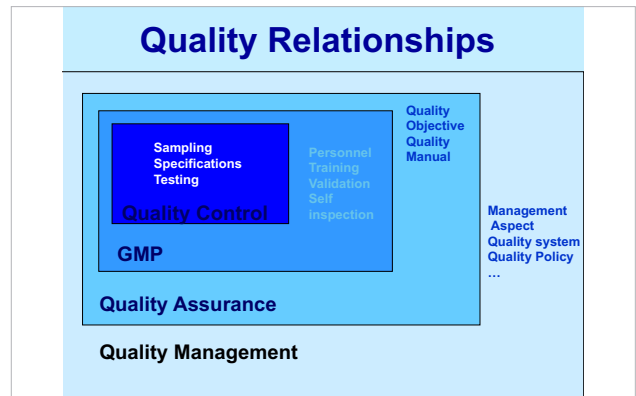 Quality Relationships
Quality
Objective
Quality
Manual
Sampling
Specifications
Testing
Personnel
Training
Validation
Self
inspection
Quality Control
Management
Aspect
Quality system
Quality Policy
...
GMP
Quality Assurance
Quality Management